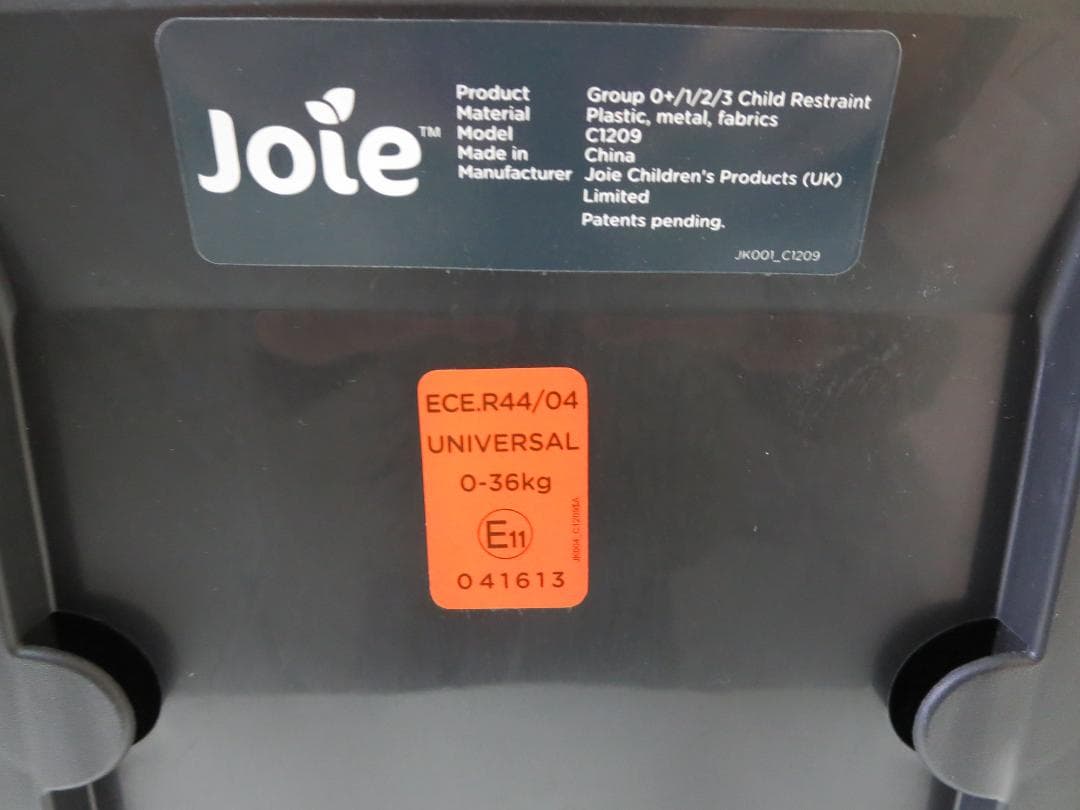 Joie™
Product Group 0+/1/2/3 Child Restraint
Material Plastic, metal, fabrics
Model C1209
Made in China
Manufacturer Joie Children's Products (UK)
Limited
Patents pending.
JK001_C1209
ECE.R44/04
UNIVERSAL
0-36kg
E11
041613